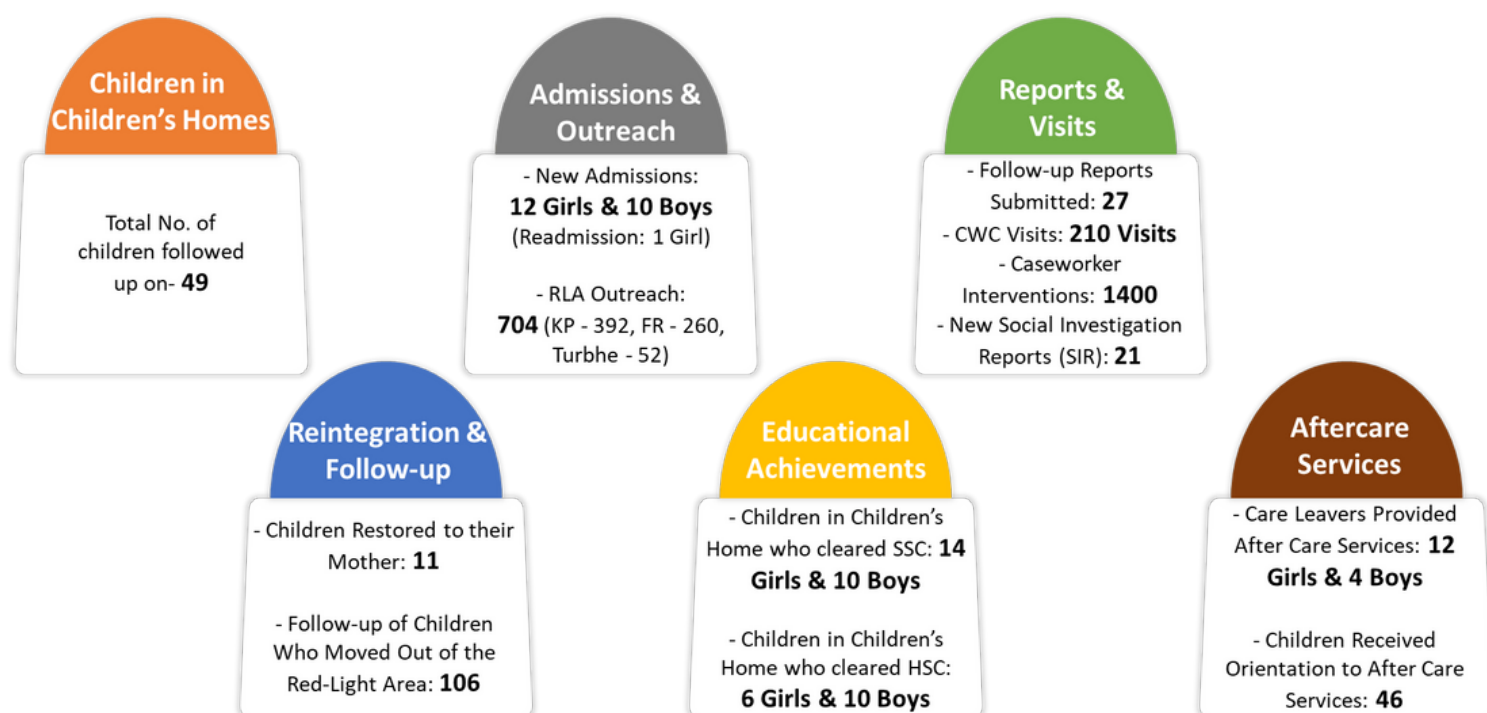 Children in
Children's Homes
Total No. of
children followed
up on- 49
Admissions &
Outreach
- New Admissions:
12 Girls & 10 Boys
(Readmission: 1 Girl)
- RLA Outreach:
704 (KP - 392, FR - 260,
Turbhe - 52)
Reports &
Visits
- Follow-up Reports
Submitted: 27
- CWC Visits: 210 Visits
- Caseworker
Interventions: 1400
- New Social Investigation
Reports (SIR): 21
Reintegration &
Follow-up
- Children Restored to their
Mother: 11
- Follow-up of Children
Who Moved Out of the
Red-Light Area: 106
Educational
Achievements
- Children in Children's
Home who cleared SSC: 14
Girls & 10 Boys
- Children in Children's
Home who cleared HSC:
6 Girls & 10 Boys
Aftercare
Services
- Care Leavers Provided
After Care Services: 12
Girls & 4 Boys
- Children Received
Orientation to After Care
Services: 46